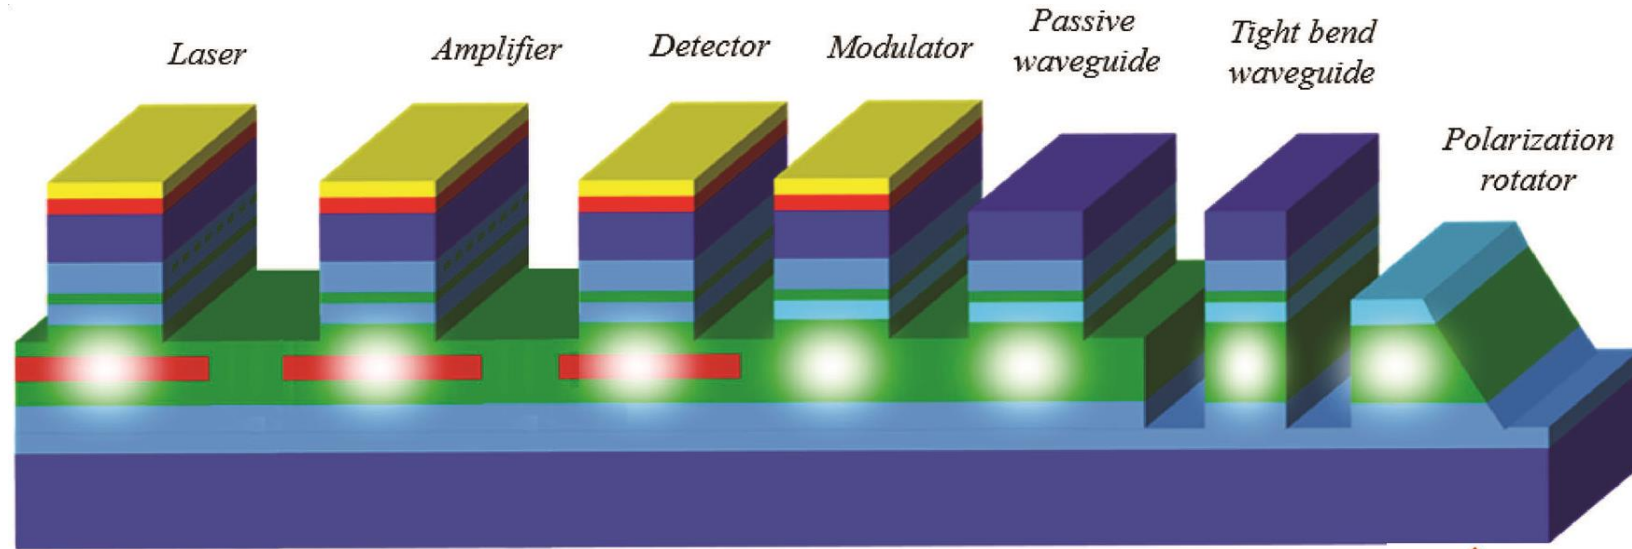 Laser
Amplifier
Detector
Modulator
Passive
waveguide
Tight bend
waveguide
Polarization
rotator